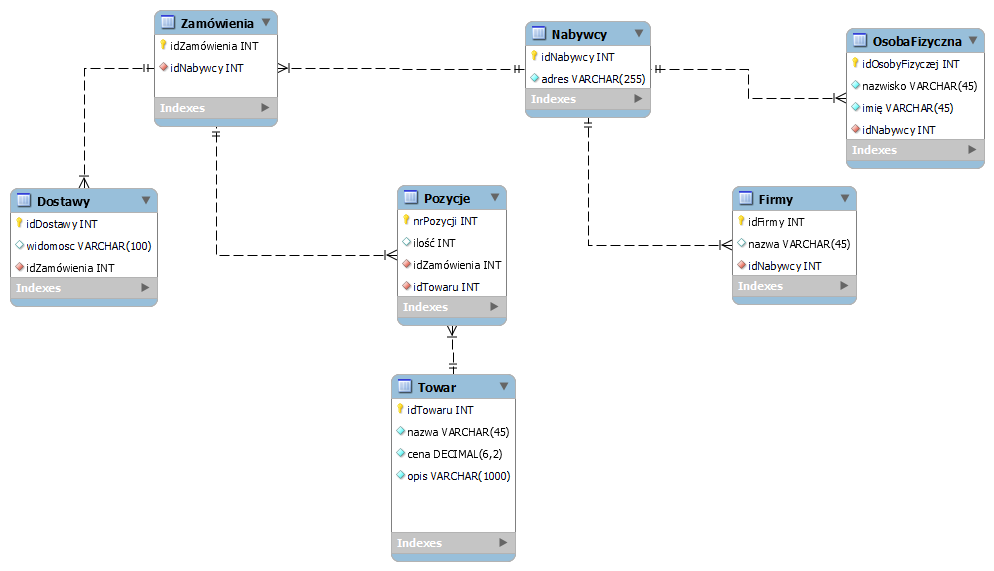 Zamówienia
idZamówienia INT
idNabywcy INT
Indexes
Nabywcy
idNabywcy INT
adres VARCHAR(255)
Indexes
OsobaFizyczna
idOsobyFizyczej INT
nazwisko VARCHAR(45)
imię VARCHAR(45)
idNabywcy INT
Indexes
Dostawy
idDostawy INT
widomosc VARCHAR(100)
idZamówienia INT
Indexes
Pozycje
nrPozycji INT
ilość INT
idZamówienia INT
idTowaru INT
Indexes
Firmy
idFirmy INT
nazwa VARCHAR(45)
idNabywcy INT
Indexes
Towar
idTowaru INT
nazwa VARCHAR(45)
cena DECIMAL(6,2)
opis VARCHAR(1000)
Indexes